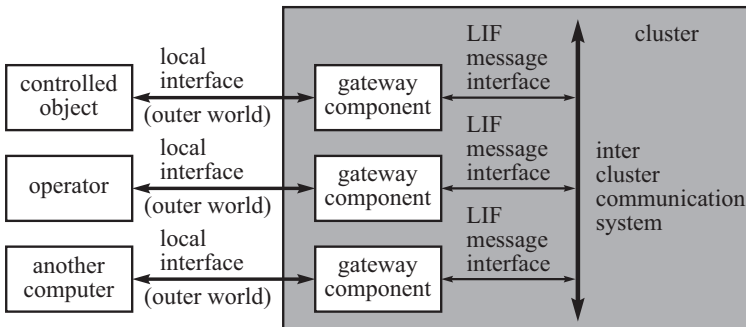 cluster
local
interface
LIF
message
interface
controlled
object
gateway
component
(outer world)
local
interface
LIF
message
interface
operator
gateway
component
(outer world)
inter
cluster
communication
system
local
interface
LIF
message
interface
another
computer
gateway
component
(outer world)